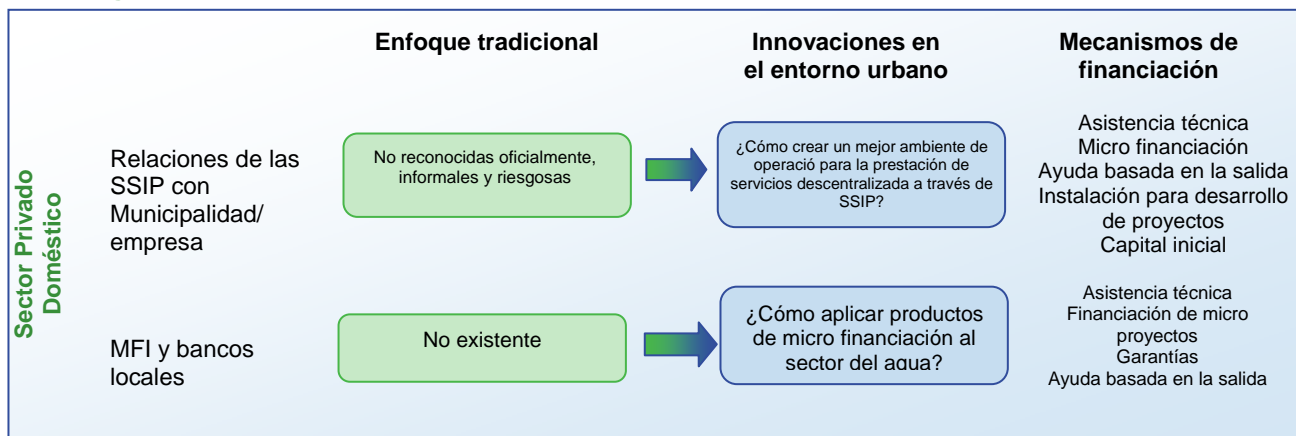 Enfoque tradicional
Innovaciones en
el entorno urbano
Mecanismos de
financiación
Sector Privado
Doméstico
Relaciones de las
SSIP con
Municipalidad/
empresa
No reconocidas oficialmente,
informales y riesgosas
¿Cómo crear un mejor ambiente de
operació para la prestación de
servicios descentralizada a través de
SSIP?
Asistencia técnica
Micro financiación
Ayuda basada en la salida
Instalación para desarrollo
de proyectos
Capital inicial
MFI y bancos
locales
No existente
¿Cómo aplicar productos
de micro financiación al
sector del agua?
Asistencia técnica
Financiación de micro
proyectos
Garantías
Ayuda basada en la salida